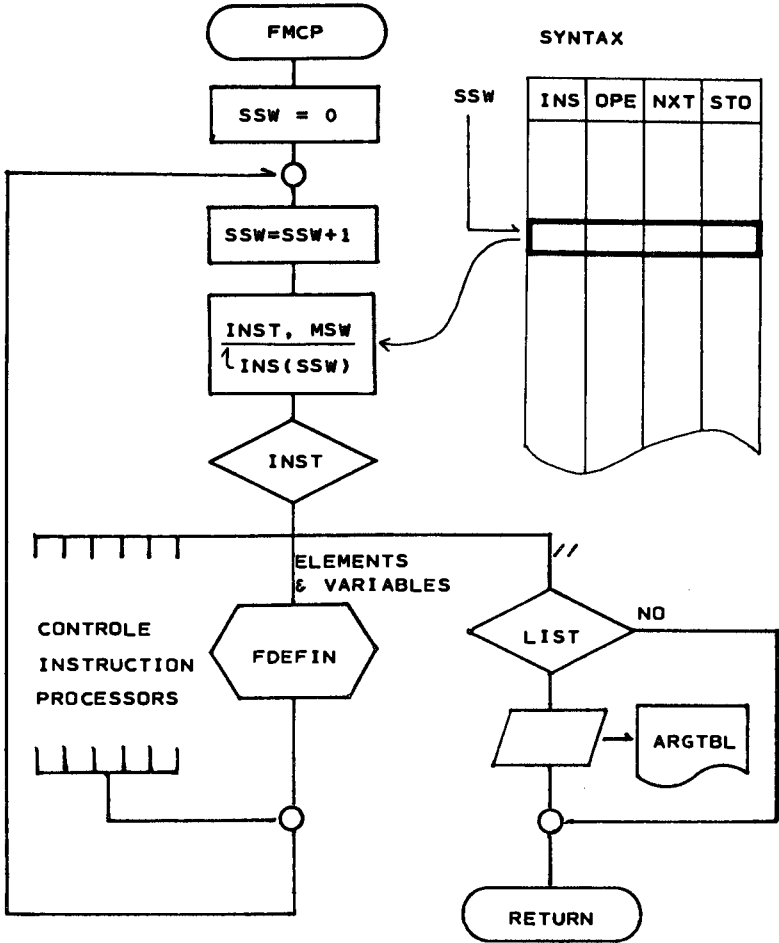 FMCP
SYNTAX
SSW
INS OPE NXT STO
SSW = 0
SSW=SSW+1
INST, MSW
INS(SSW)
INST
ELEMENTS
& VARIABLES
//
CONTROLE
INSTRUCTION
PROCESSORS
FDEFIN
LIST
NO
ARGTBL
RETURN